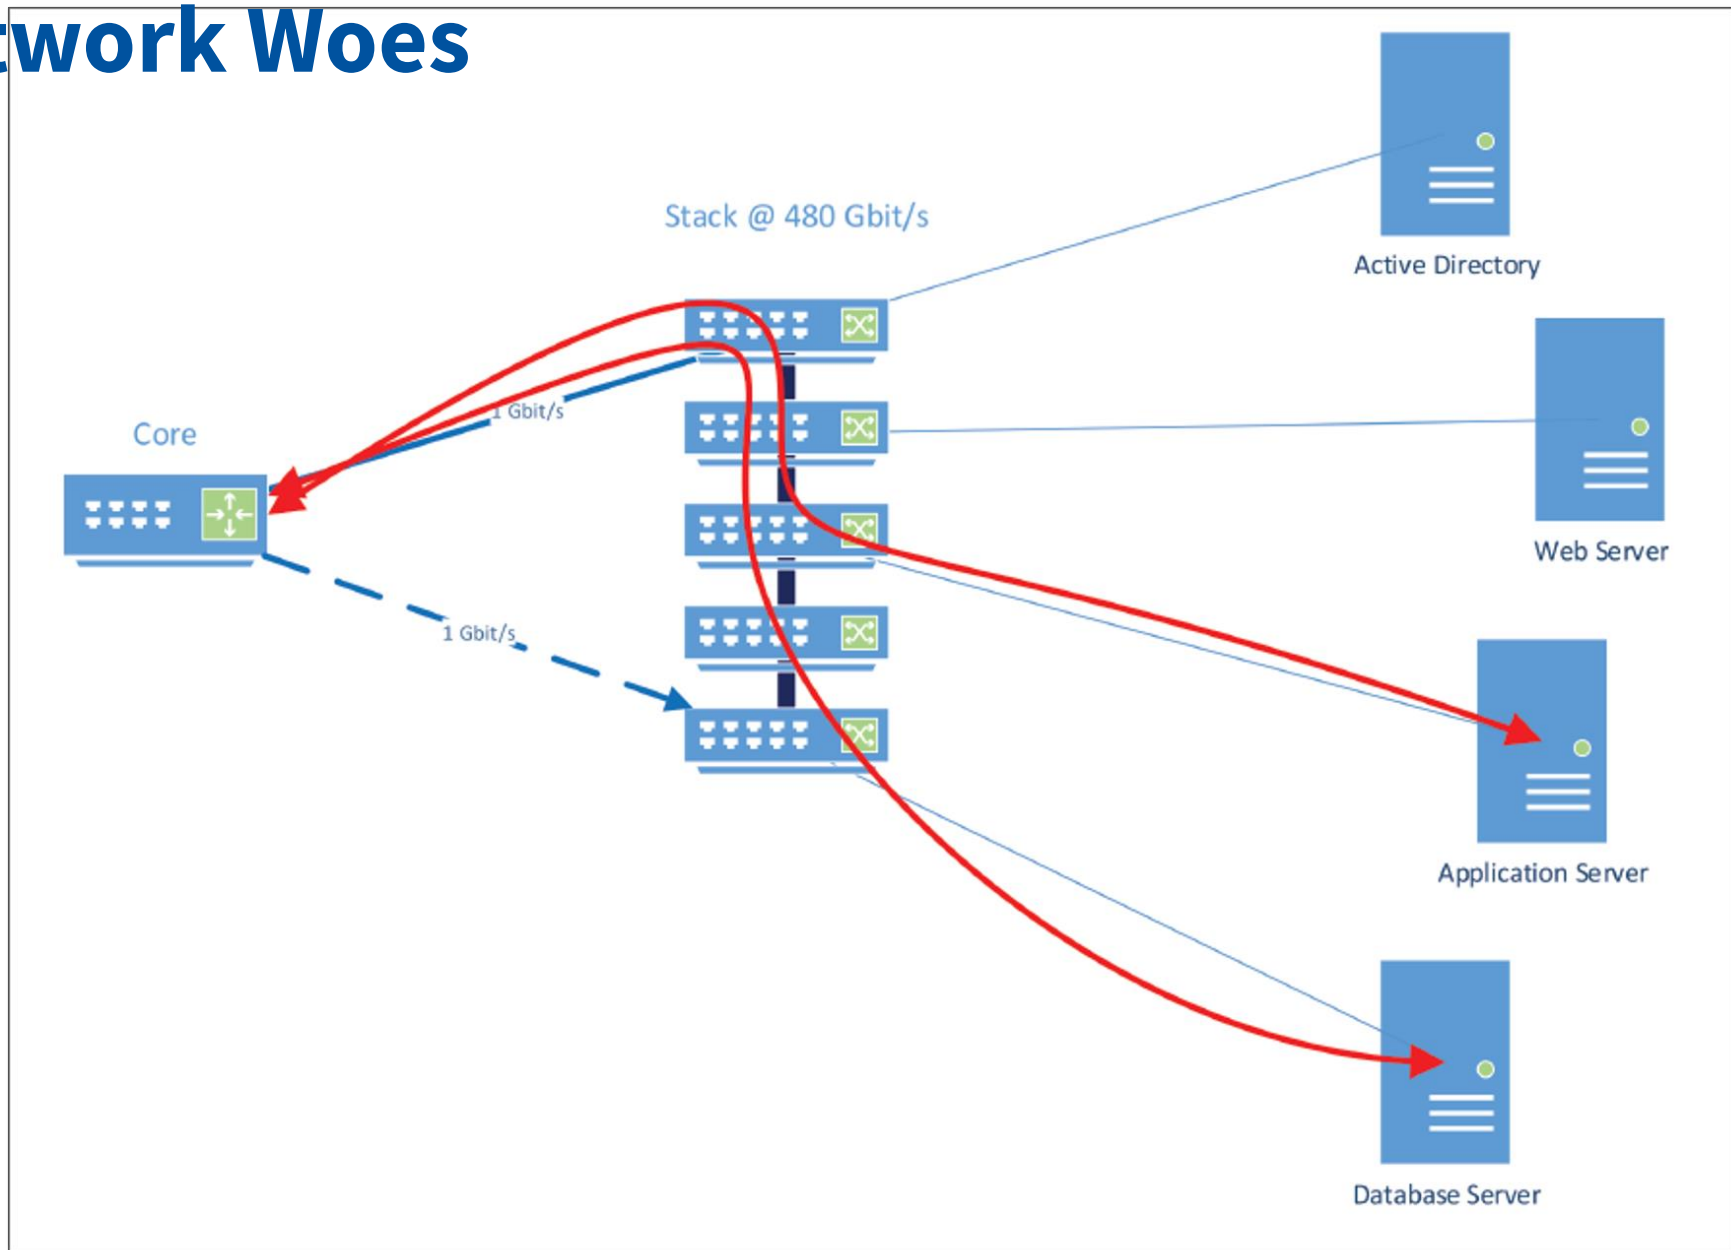 twork Woes
Stack @ 480 Gbit/s
Active Directory
1 Gbit/s
Core
Web Server
1 Gbit/s
Application Server
Database Server